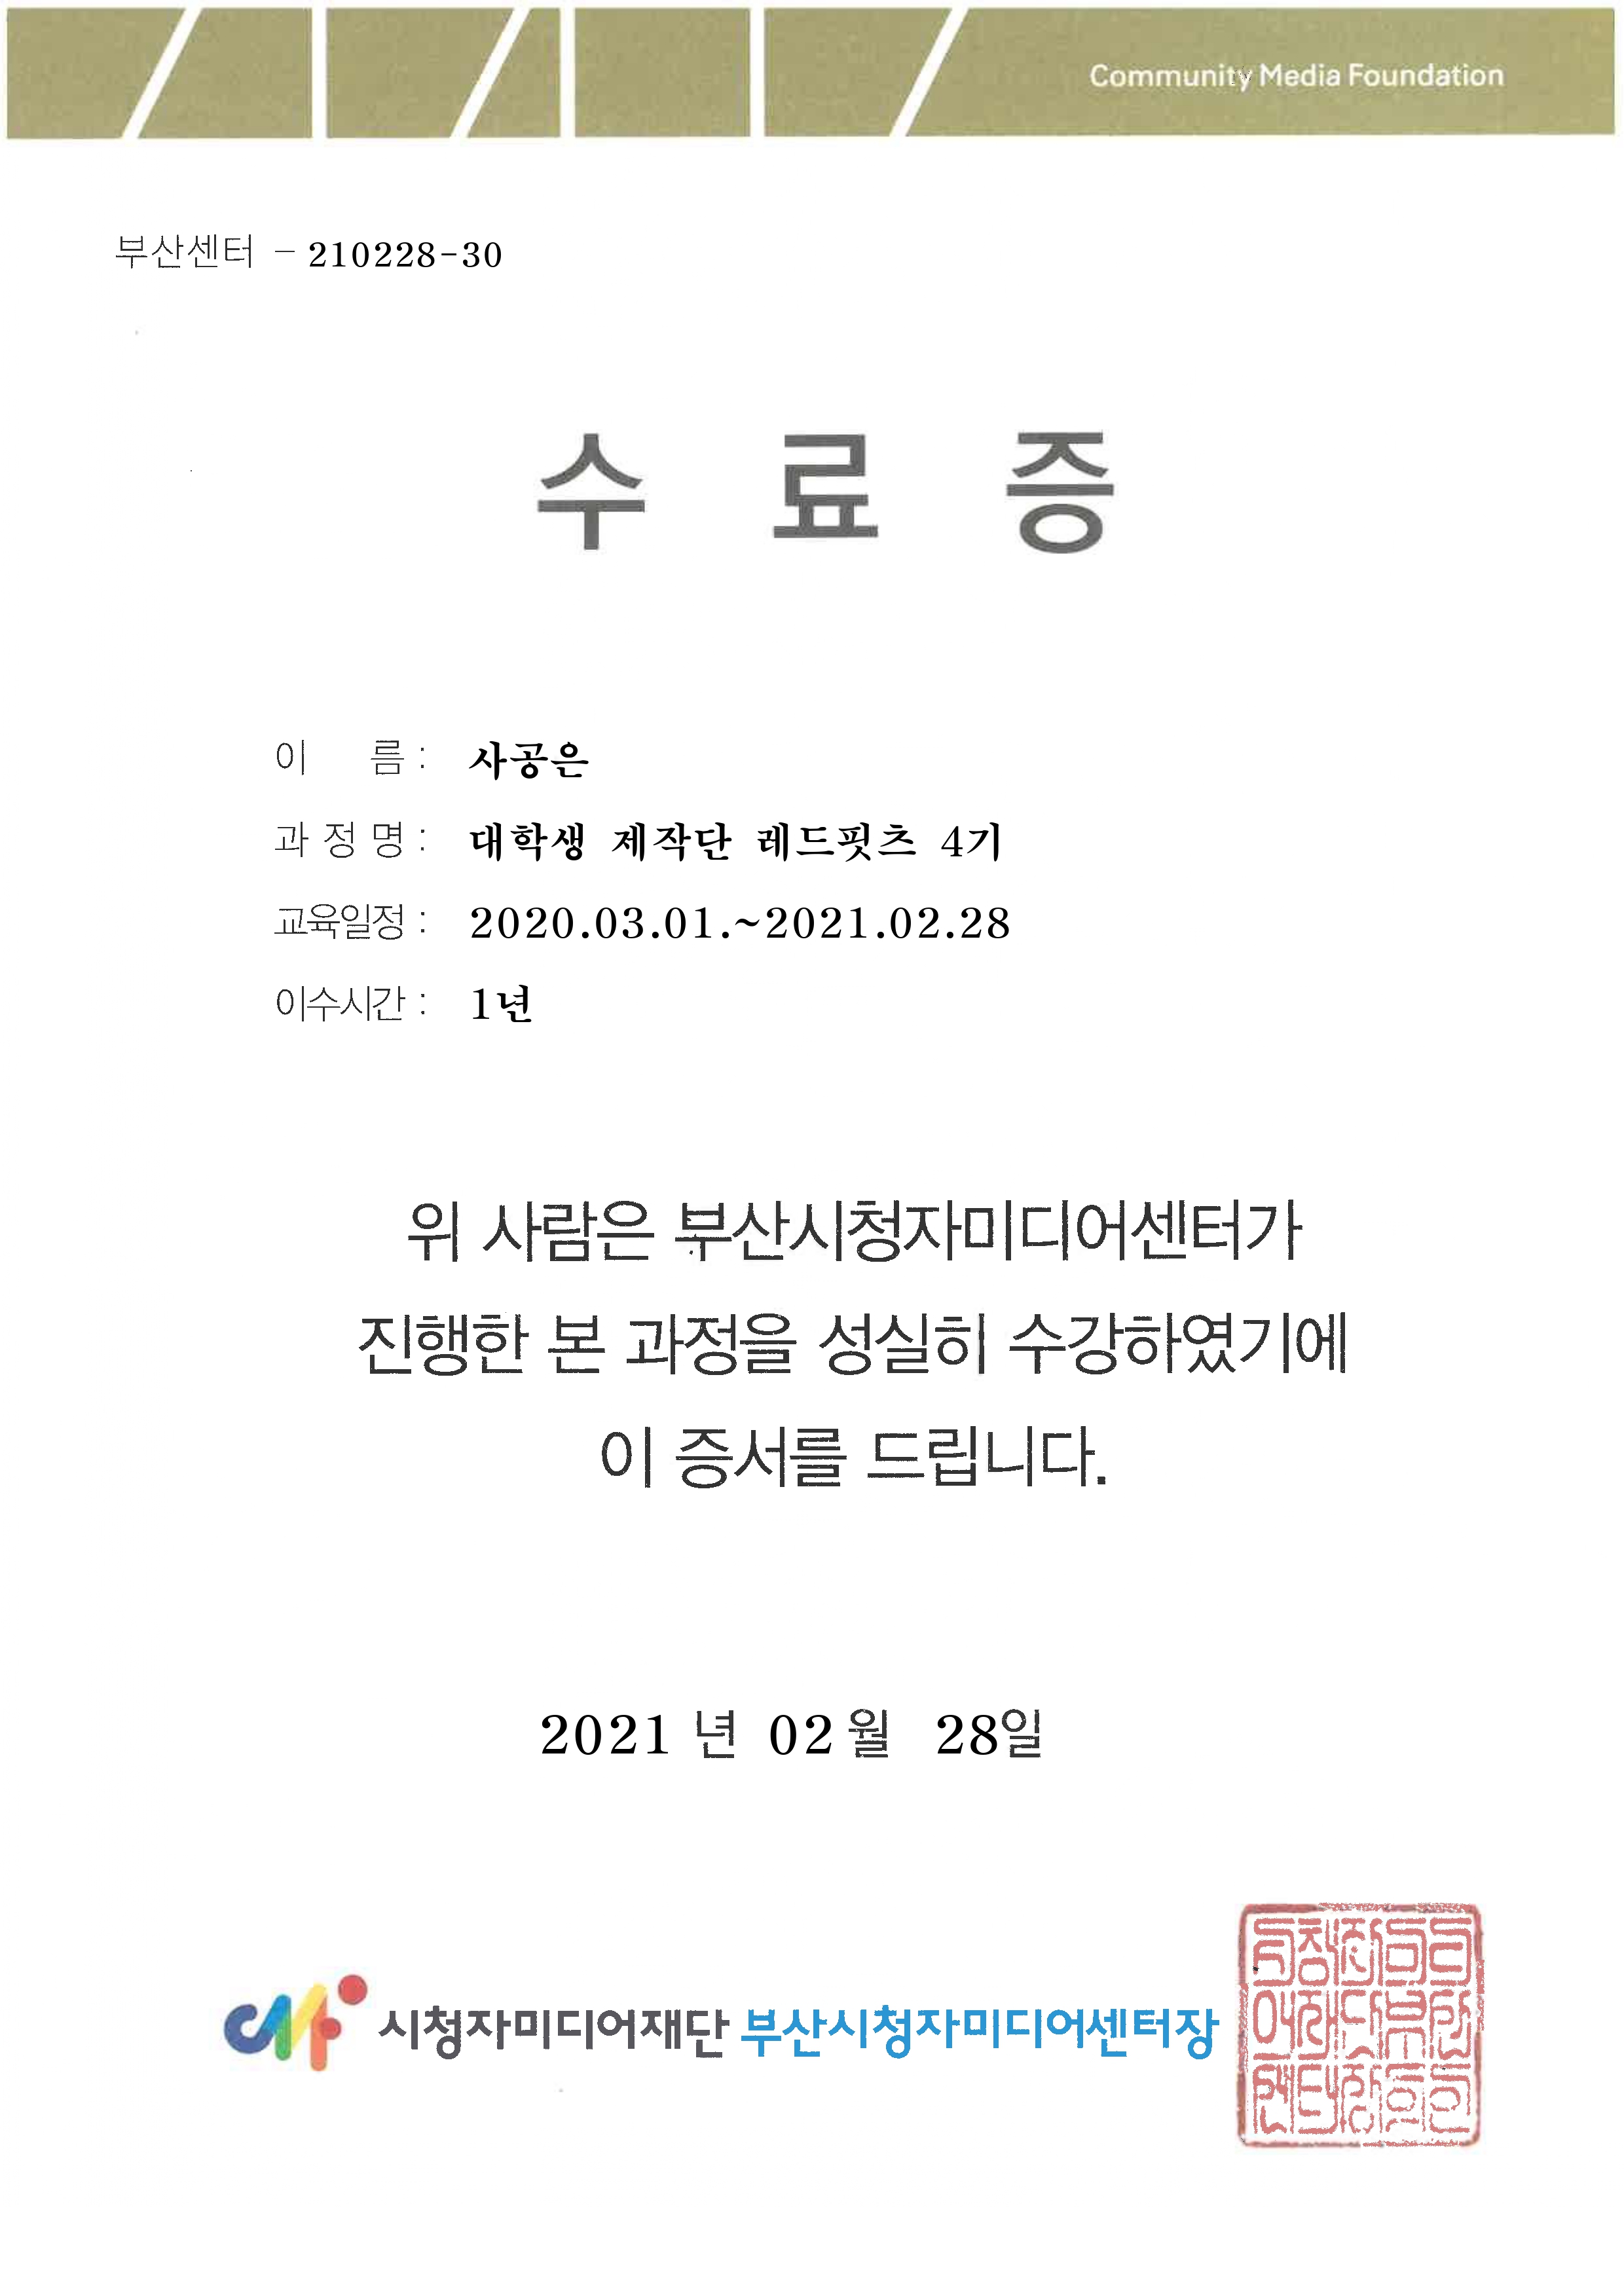 Community Media Foundation
부산센터 - 210228-30
수 료 증
이 름 : 사공은
과 정 명 : 대학생 제작단 레드핏츠 4기
교육일정 : 2020.03.01.~2021.02.28
이수시간 : 1년
위 사람은 부산시청자미디어센터가
진행한 본 과정을 성실히 수강하였기에
이 증서를 드립니다.
2021 년 02 월 28일
시청자미디어재단 부산시청자미디어센터장